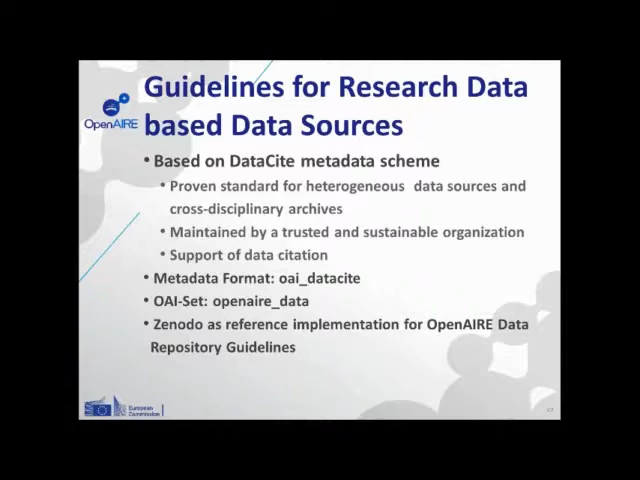 Guidelines for Research Data
OpenAIRE
based Data Sources
• Based on DataCite metadata scheme
• Proven standard for heterogeneous data sources and
cross-disciplinary archives
• Maintained by a trusted and sustainable organization
• Support of data citation
• Metadata Format: oai_datacite
• OAI-Set: openaire_data
• Zenodo as reference implementation for OpenAIRE Data
Repository Guidelines
European
Commission